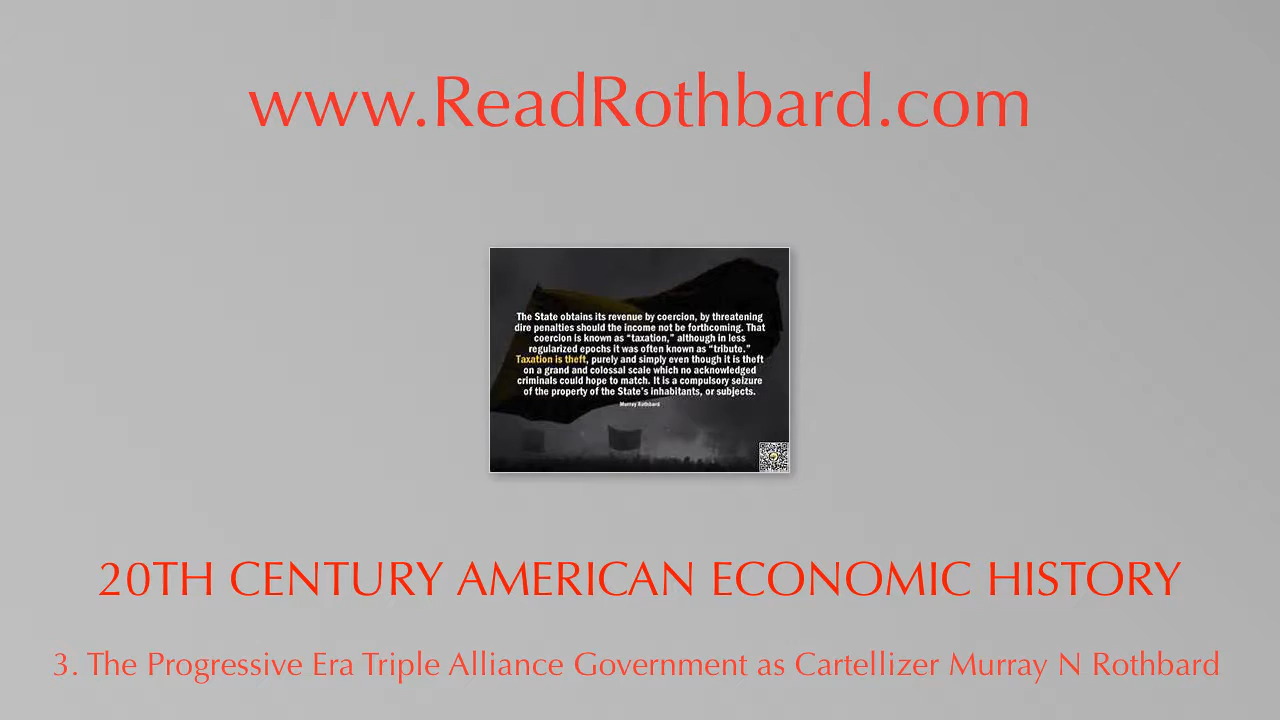 www.ReadRothbard.com
The State obtains its revenue by coercion, by threatening
dire penalties should the income not be forthcoming. That
coercion is known as “taxation,” although in less
regularized epochs it was often known as “tribute.”
Taxation is theft, purely and simply even though it is theft
on a grand and colossal scale which no acknowledged
criminals could hope to match. It is a compulsory seizure
of the property of the State’s inhabitants, or subjects.
Murray Rothbard
20TH CENTURY AMERICAN ECONOMIC HISTORY
3. The Progressive Era Triple Alliance Government as Cartellizer Murray N Rothbard